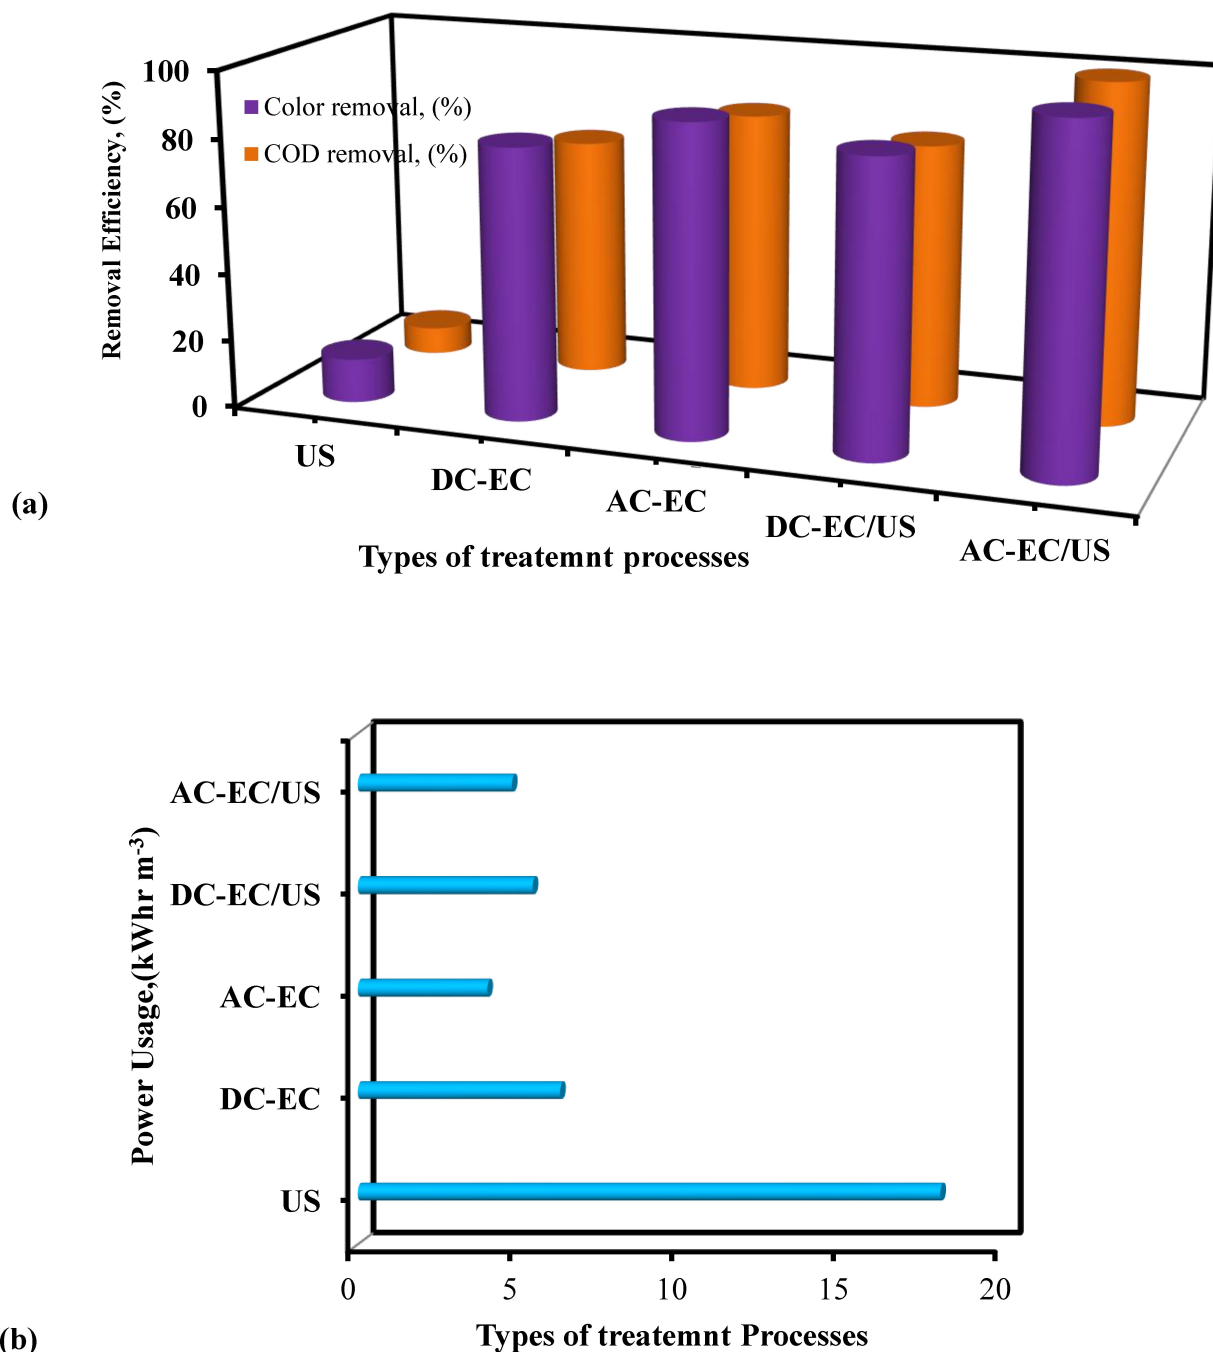 100
80
60
40
20
0
Removal Efficiency, (%)
Color removal, (%)
COD removal, (%)
US
DC-EC
AC-EC
DC-EC/US
AC-EC/US
(a)
Types of treatemnt processes
AC-EC/US
DC-EC/US
AC-EC
DC-EC
US
Power Usage,(kWhr m⁻³)
0 5 10 15 20
Types of treatemnt Processes
(b)